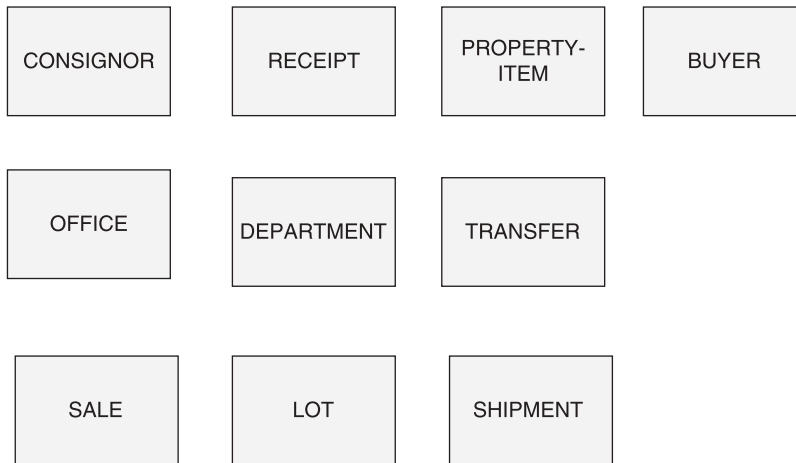 CONSIGNOR
RECEIPT
PROPERTY-
ITEM
BUYER
OFFICE
DEPARTMENT
TRANSFER
SALE
LOT
SHIPMENT